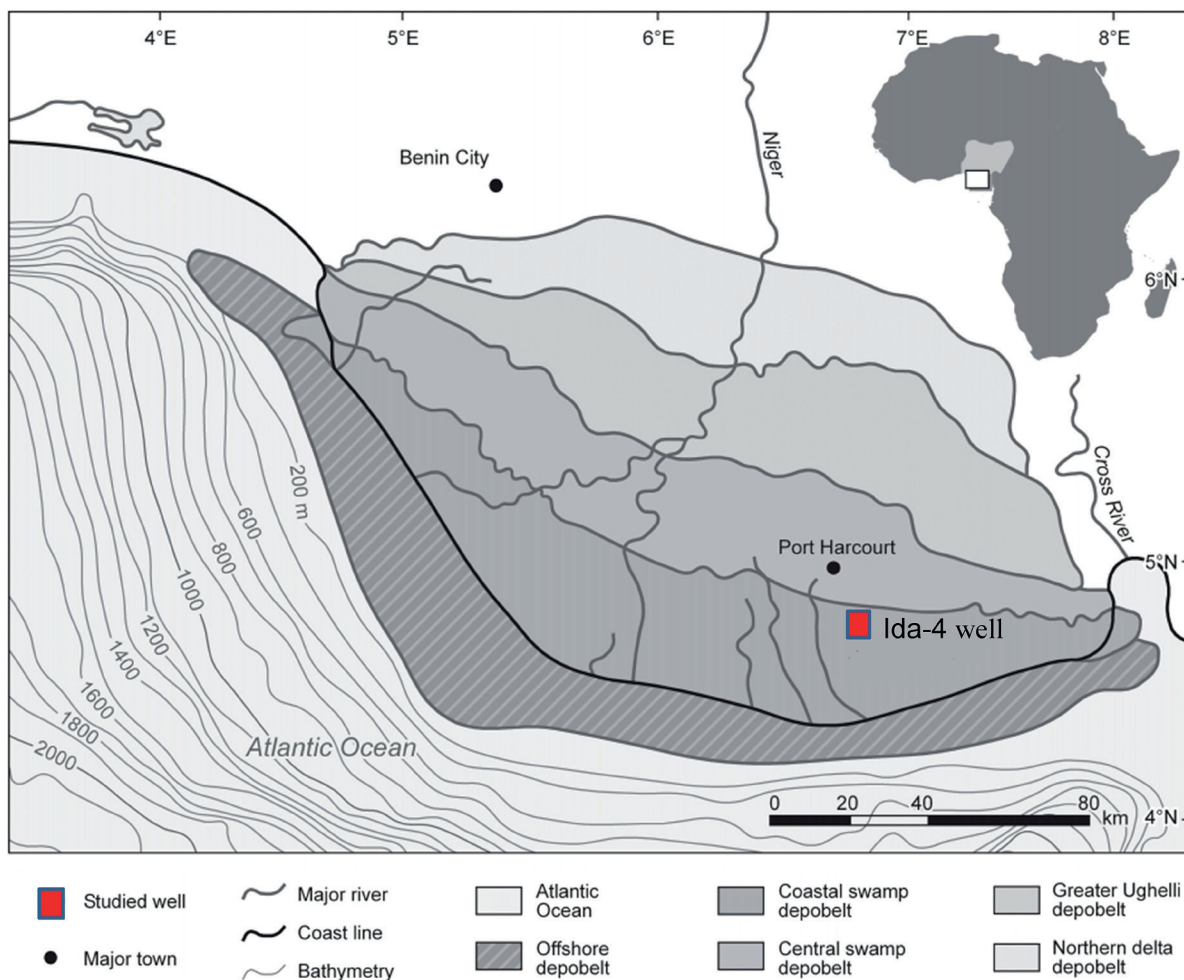 4°E
5°E
6°E
7°E
8°E
Benin City
Niger
6°N
Cross River
200 m
600
800
1000
1200
1400
1600
1800
2000
Port Harcourt
5°N
Ida-4 well
Atlantic Ocean
0
20
40
80
km
4°N
Studied well
Major town
Major river
Coast line
Bathymetry
Atlantic
Ocean
Offshore
depobelt
Coastal swamp
depobelt
Central swamp
depobelt
Greater Ughelli
depobelt
Northern delta
depobelt